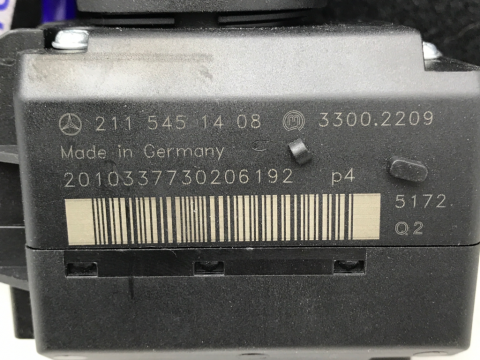 211 545 14 08 3300.2209
Made in Germany
2010337730206192 p4
5172.
Q2